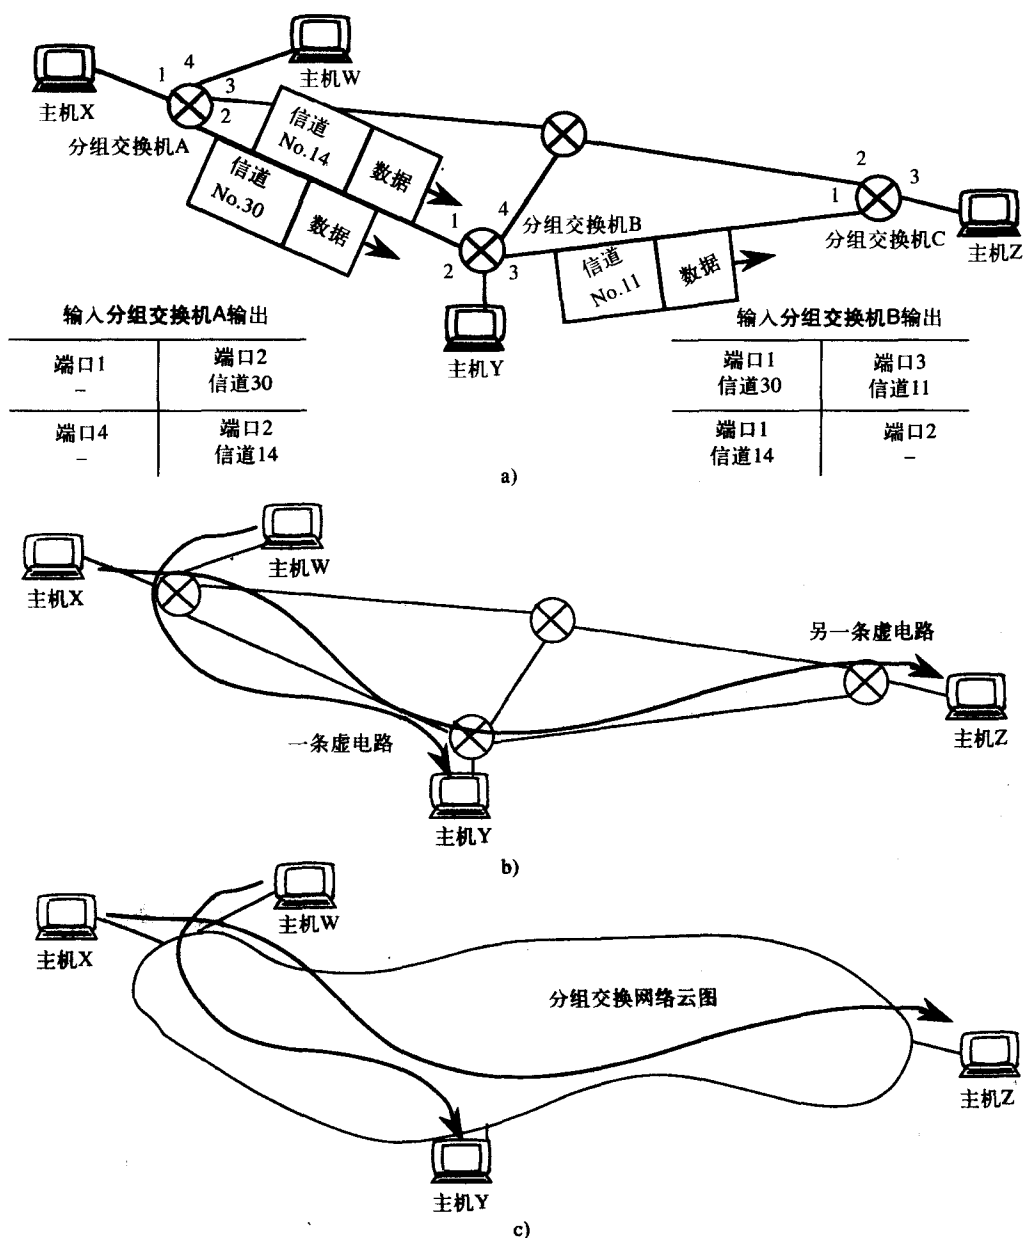 主机X
主机W
1
4
3
2
分组交换机A
信道
No.14
数据
信道
No.30
数据
1
4
2
3
分组交换机B
信道
No.11
数据
2
1
3
分组交换机C
主机Z
主机Y
输入分组交换机A输出
端口1
–
端口2
信道30
端口4
–
端口2
信道14
输入分组交换机B输出
端口1
信道30
端口3
信道11
端口1
信道14
端口2
–
a)
主机X
主机W
另一条虚电路
一条虚电路
主机Y
主机Z
b)
主机X
主机W
分组交换网络云图
主机Z
主机Y
c)